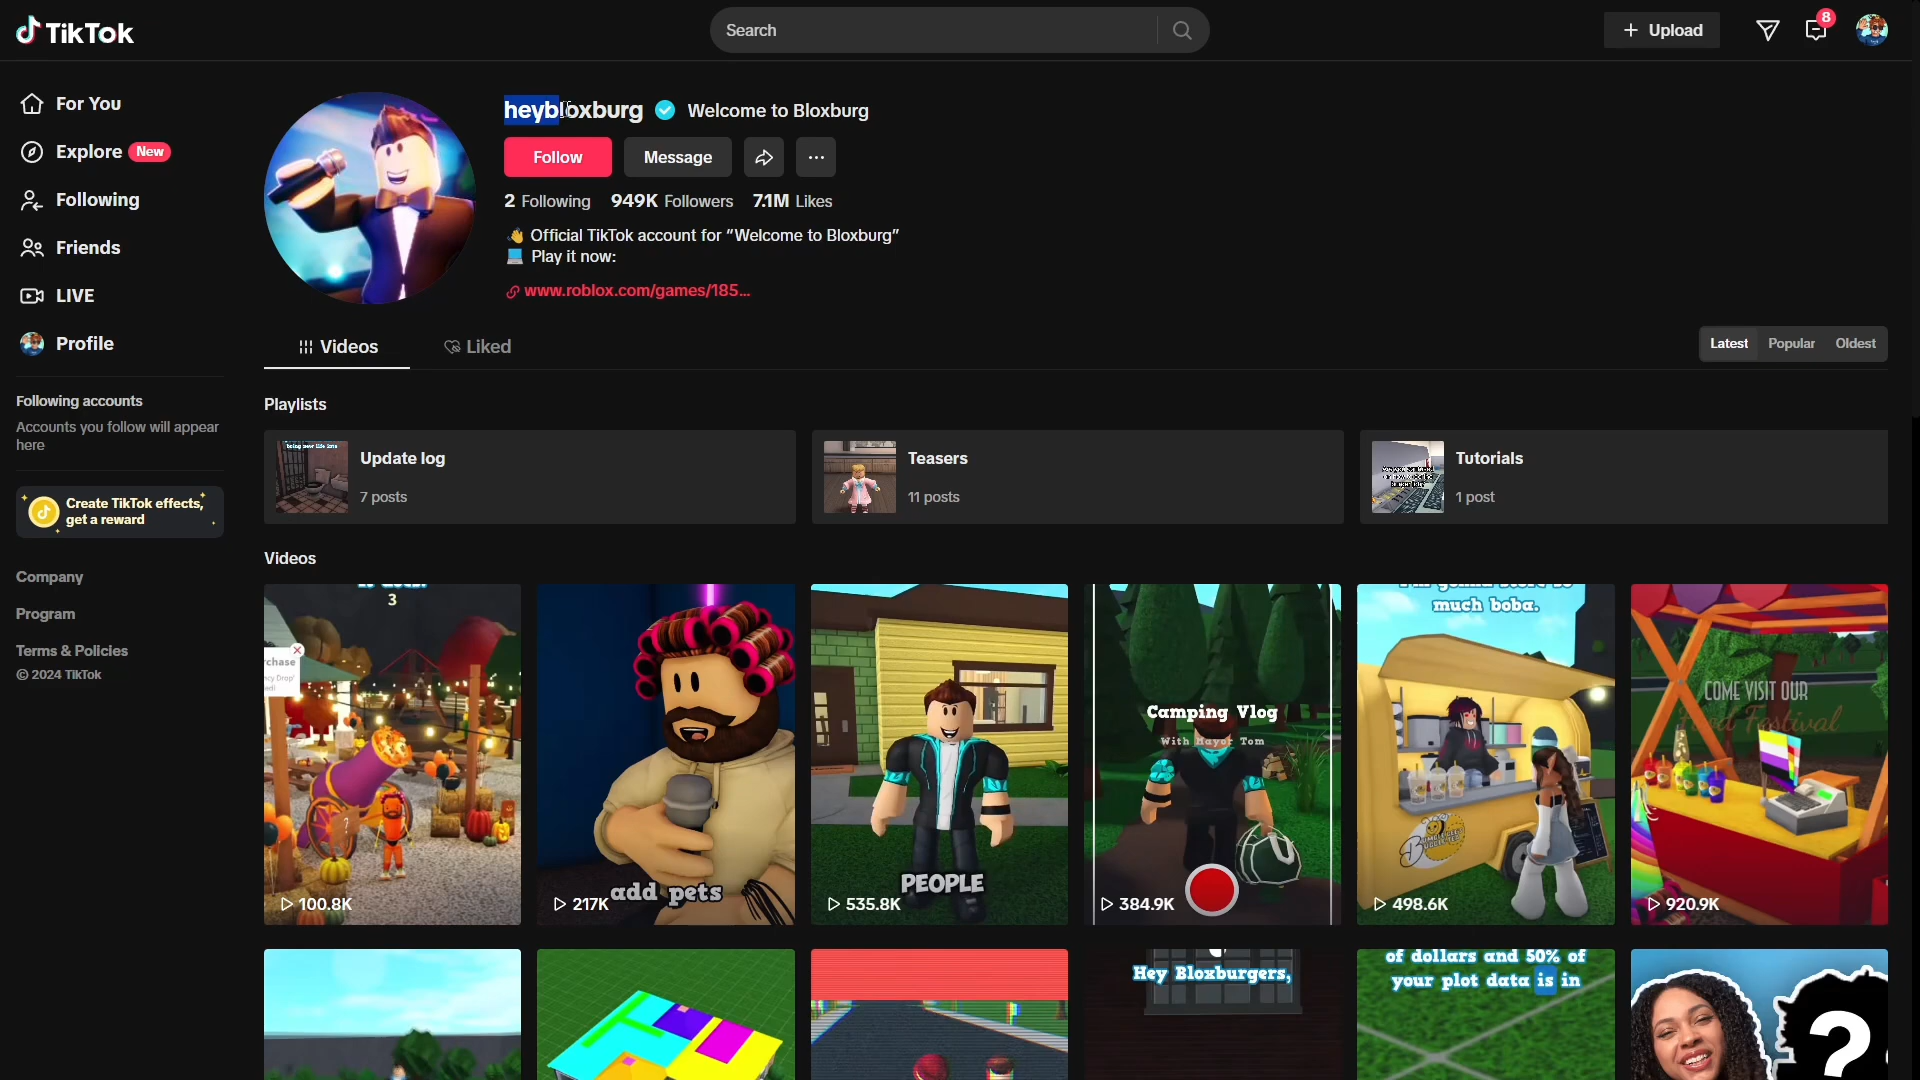 TikTok
Search
Upload
8
For You
Explore New
Following
Friends
LIVE
Profile
Following accounts
Accounts you follow will appear
here
Create TikTok effects,
get a reward
Company
Program
Terms & Policies
© 2024 TikTok
heybloxburg Welcome to Bloxburg
Follow Message
2 Following 949K Followers 7.1M Likes
👋 Official TikTok account for “Welcome to Bloxburg”
💻 Play it now:
www.roblox.com/games/185...
Videos Liked
Latest Popular Oldest
Playlists
Update log
7 posts
Teasers
11 posts
Tutorials
1 post
Videos
3
100.8K
add pets
217K
PEOPLE
535.8K
Camping Vlog
With Mayor Tom
384.9K
much boba.
498.6K
COME VISIT OUR
Food Festival
920.9K
Hey Bloxburgers,
of dollars and 50% of
your plot data is in
?